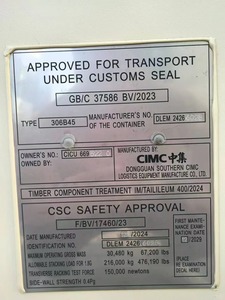 APPROVED FOR TRANSPORT
UNDER CUSTOMS SEAL
GB/C 37586 BV/2023
TYPE 306B45 MANUFACTURER'S NO. OF THE CONTAINER DLEM 2426
OWNER'S NO. CICU 669
OWNED BY:
MANUFACTURED BY: CIMC 中集
DONGGUAN SOUTHERN CIMC
LOGISTICS EQUIPMENT MANUFACTURE CO., LTD.
TIMBER COMPONENT TREATMENT IM/TAILILEUM 400/2024
CSC SAFETY APPROVAL
F/BV/17460/23
DATE MANUFACTURED /2024
IDENTIFICATION NO. DLEM 2426
MAXIMUM OPERATING GROSS MASS 30,480 kg 67,200 lbs
ALLOWABLE STACKING LOAD FOR 1.8G 216,000 kg 476,190 lbs
TRANSVERSE RACKING TEST FORCE 150,000 newtons
SIDE-WALL STRENGTH 0.6Pg
FIRST MAINTE-
NANCE EXAMI-
NATION DATE
/2029